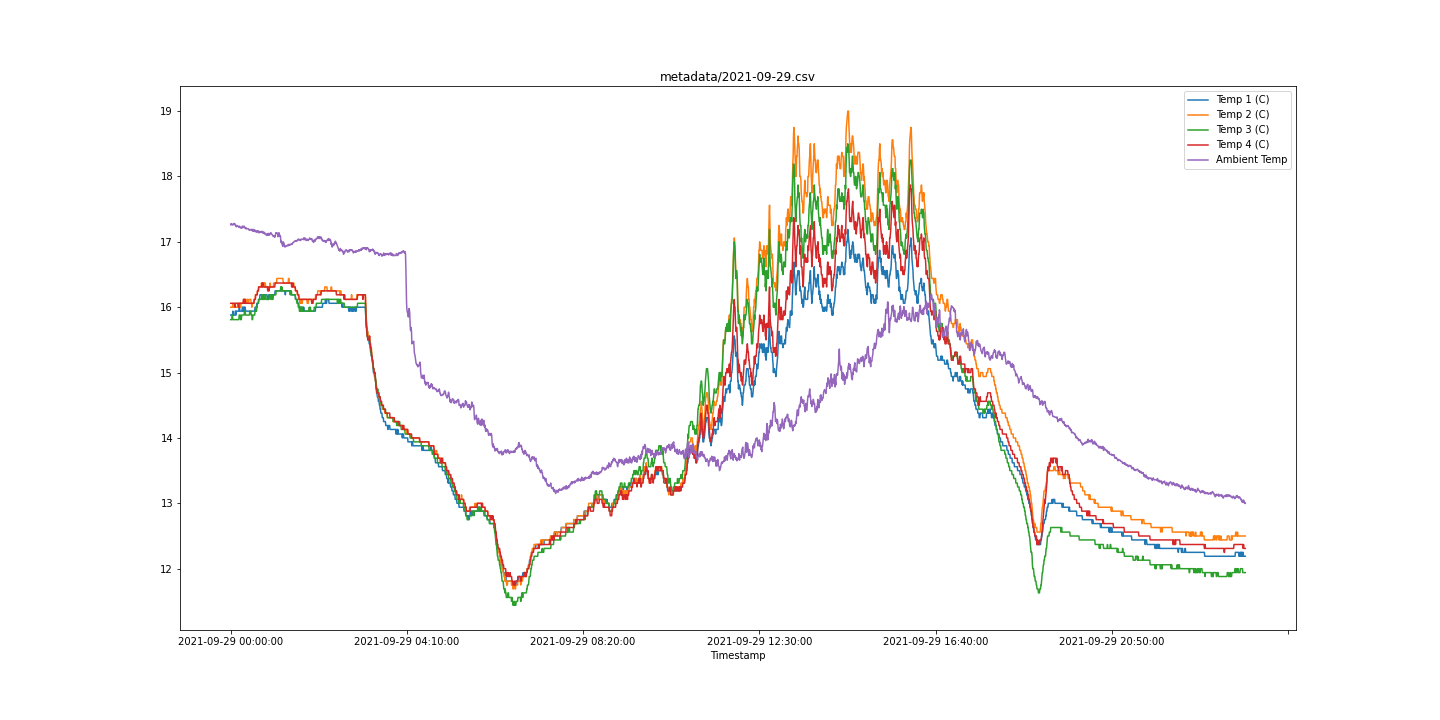 metadata/2021-09-29.csv
Temp 1 (C)
Temp 2 (C)
Temp 3 (C)
Temp 4 (C)
Ambient Temp
19
18
17
16
15
14
13
12
2021-09-29 00:00:00 2021-09-29 04:10:00 2021-09-29 08:20:00 2021-09-29 12:30:00 2021-09-29 16:40:00 2021-09-29 20:50:00
Timestamp